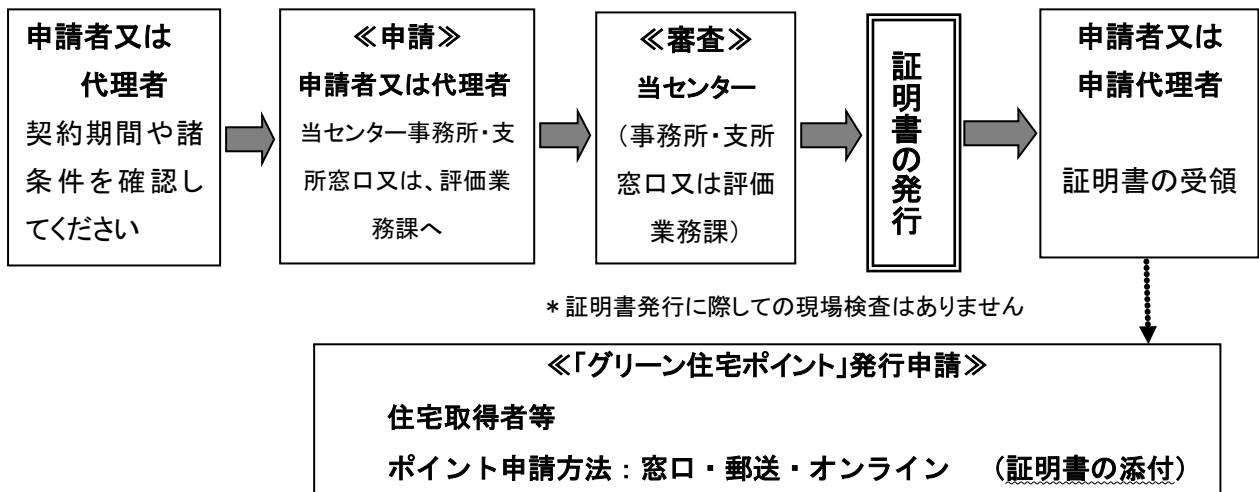 申請者又は
代理者
契約期間や諸
条件を確認し
てください
≪申請≫
申請者又は代理者
当センター事務所・支
所窓口又は、評価業
務課へ
≪審査≫
当センター
（事務所・支所
窓口又は評価
業務課）
証明書の発行
申請者又は
申請代理者
証明書の受領
＊証明書発行に際しての現場検査はありません
≪「グリーン住宅ポイント」発行申請≫
住宅取得者等
ポイント申請方法：窓口・郵送・オンライン　（証明書の添付）